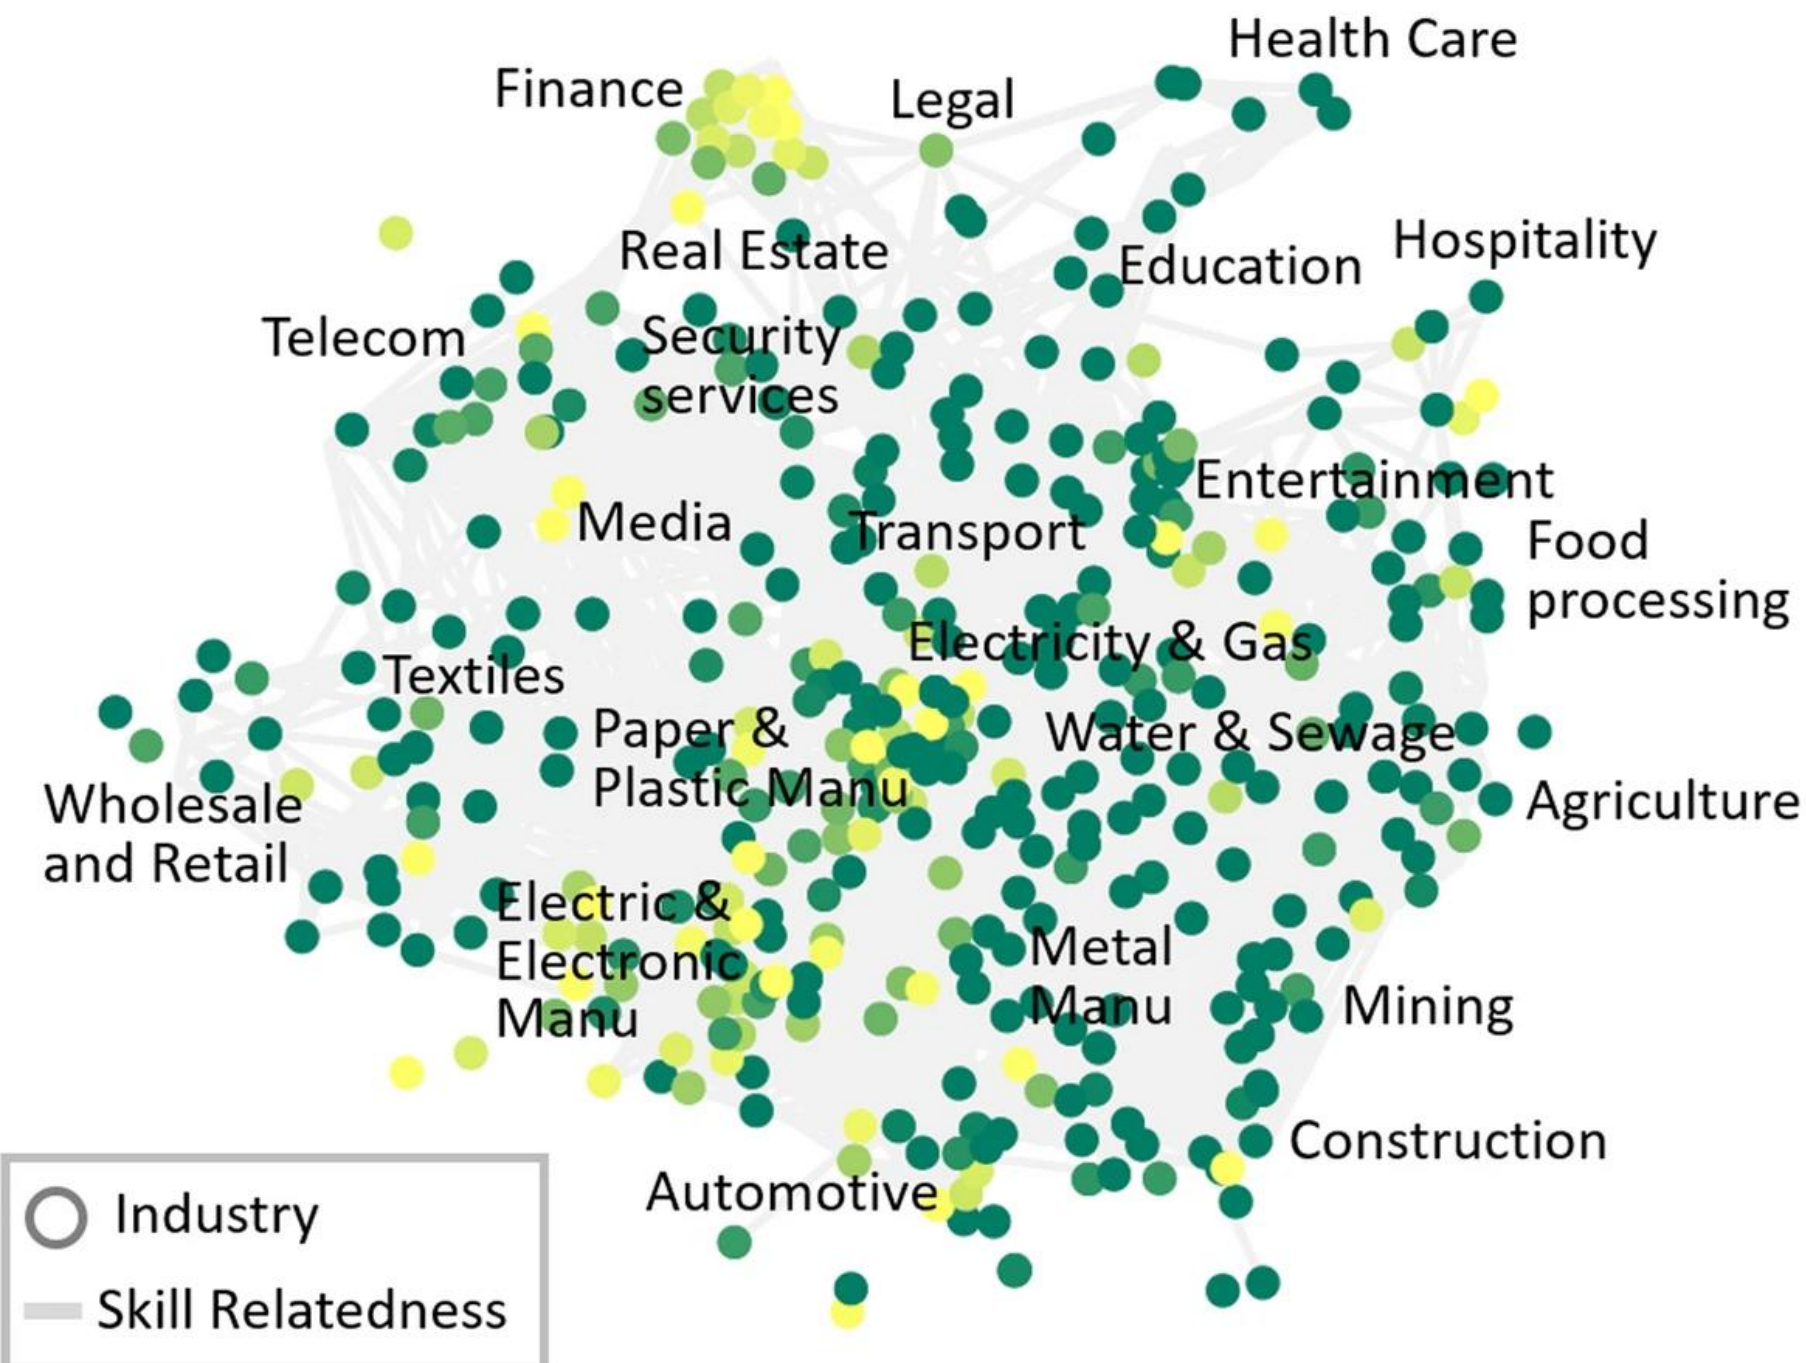 Health Care
Finance
Legal
Hospitality
Real Estate
Education
Telecom
Security
services
Entertainment
Media
Transport
Food
processing
Electricity & Gas
Textiles
Paper &
Plastic Manu
Water & Sewage
Wholesale
and Retail
Agriculture
Electric &
Electronic
Manu
Metal
Manu
Mining
Construction
Automotive
Industry
Skill Relatedness